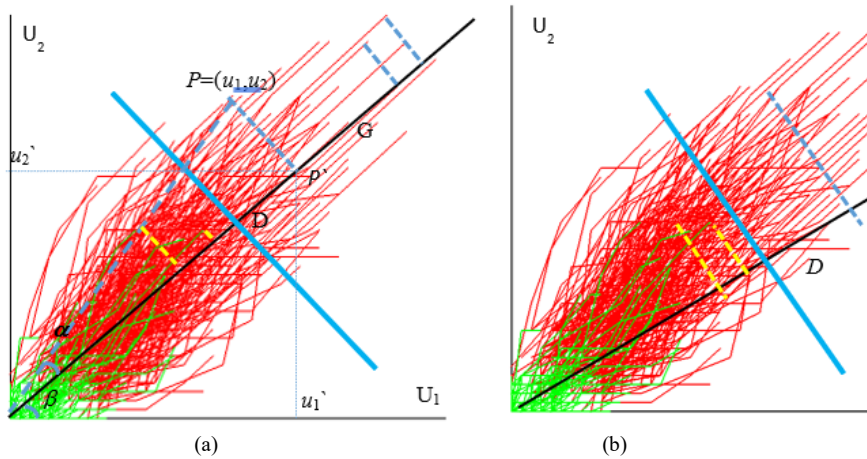 U₂
P=(u₁,u₂)
G
u₂`
p`
D
α
β
u₁`
U₁
(a)
U₂
D
(b)